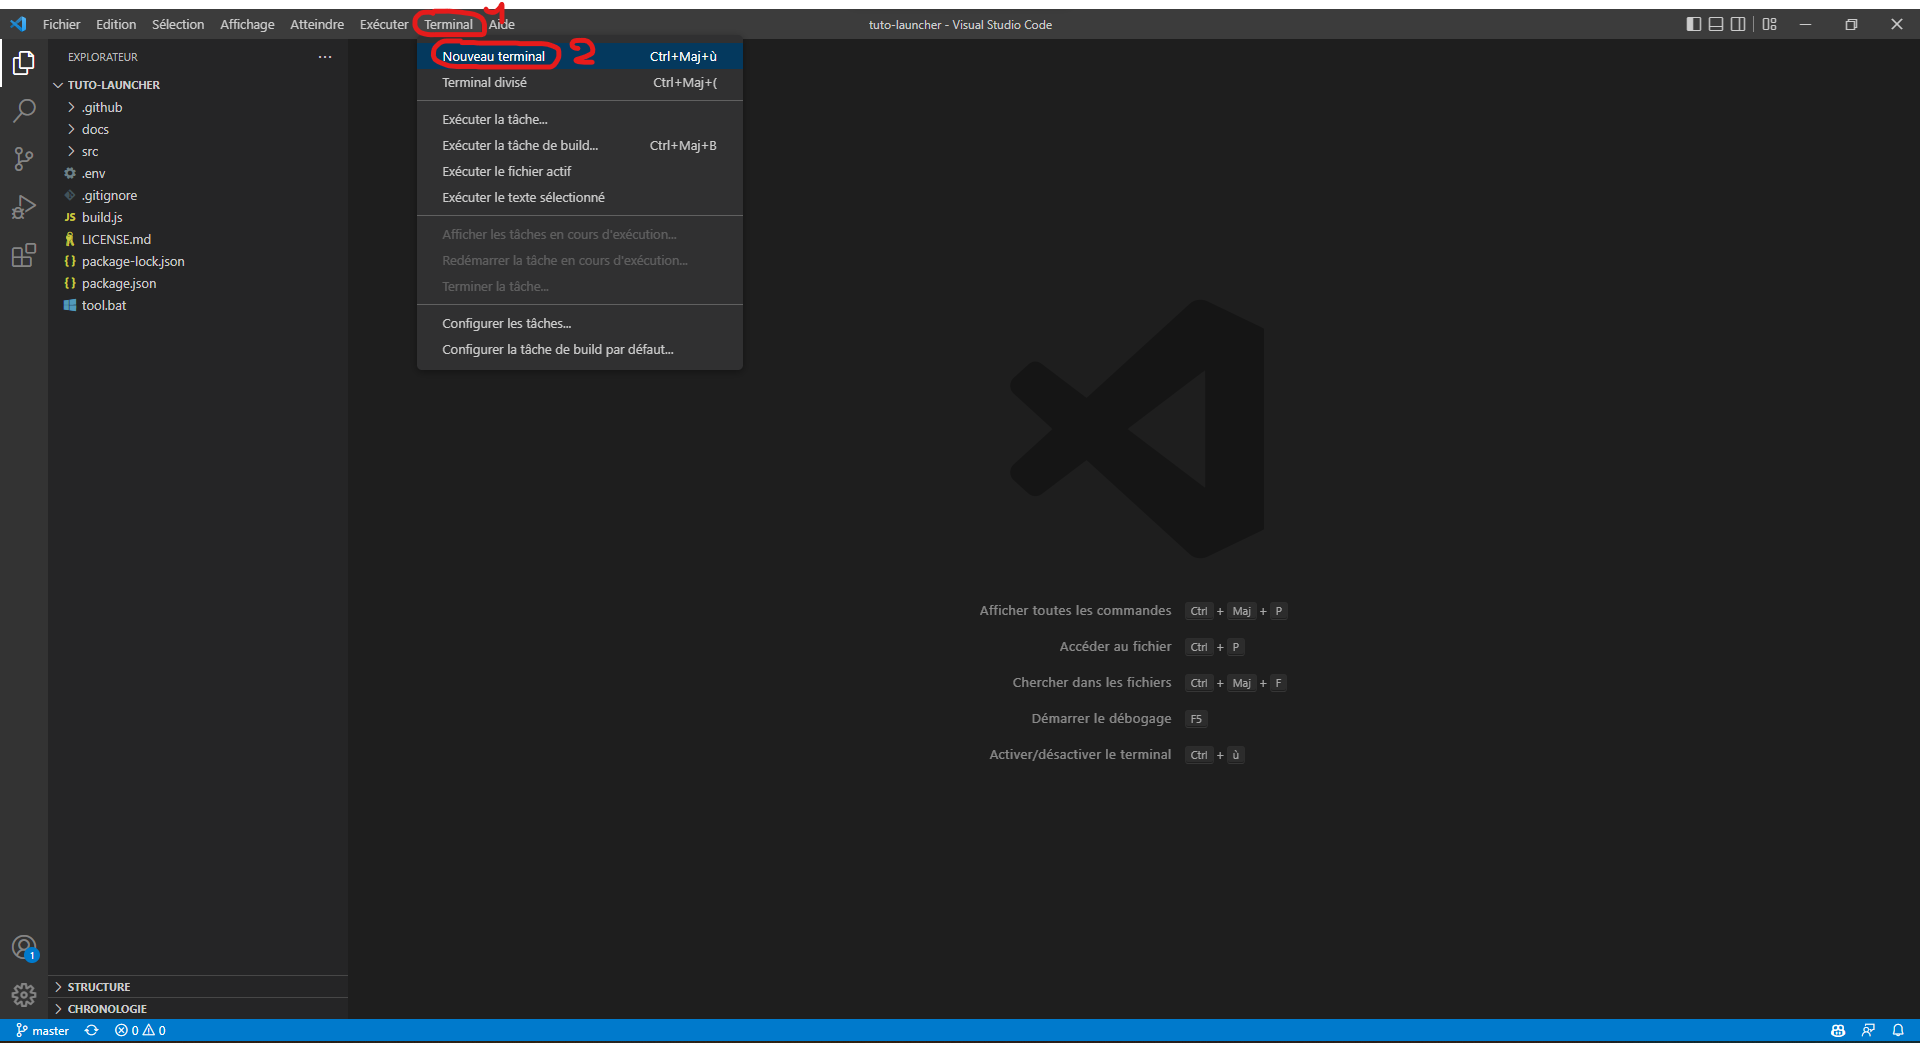 1
Fichier Edition Sélection Affichage Atteindre Exécuter Terminal Aide
tuto-launcher - Visual Studio Code
EXPLORATEUR
TUTO-LAUNCHER
.github
docs
src
.env
.gitignore
JS build.js
LICENSE.md
{} package-lock.json
{} package.json
tool.bat
Nouveau terminal 2 Ctrl+Maj+ù
Terminal divisé Ctrl+Maj+(
Exécuter la tâche...
Exécuter la tâche de build... Ctrl+Maj+B
Exécuter le fichier actif
Exécuter le texte sélectionné
Afficher les tâches en cours d'exécution...
Redémarrer la tâche en cours d'exécution...
Terminer la tâche...
Configurer les tâches...
Configurer la tâche de build par défaut...
Afficher toutes les commandes Ctrl + Maj + P
Accéder au fichier Ctrl + P
Chercher dans les fichiers Ctrl + Maj + F
Démarrer le débogage F5
Activer/désactiver le terminal Ctrl + ù
1
STRUCTURE
CHRONOLOGIE
master 0 0